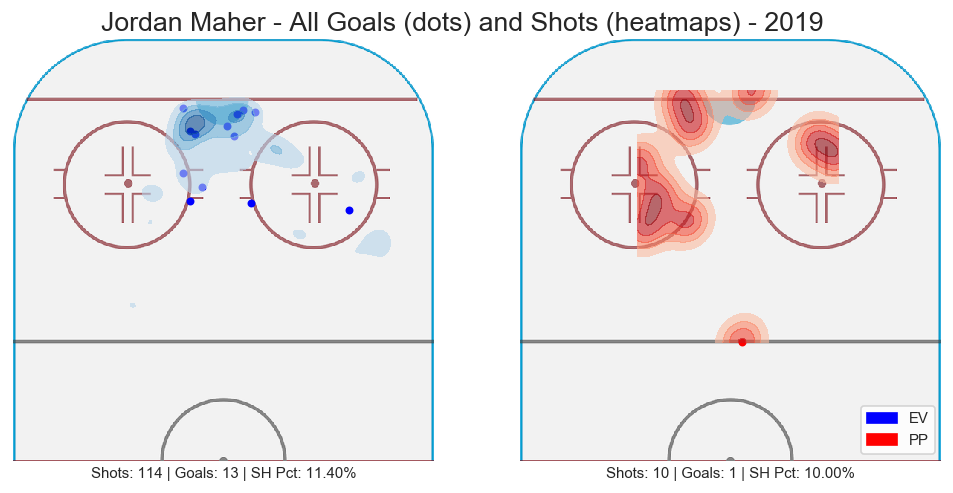 Jordan Maher - All Goals (dots) and Shots (heatmaps) - 2019
EV
PP
Shots: 114 | Goals: 13 | SH Pct: 11.40%
Shots: 10 | Goals: 1 | SH Pct: 10.00%